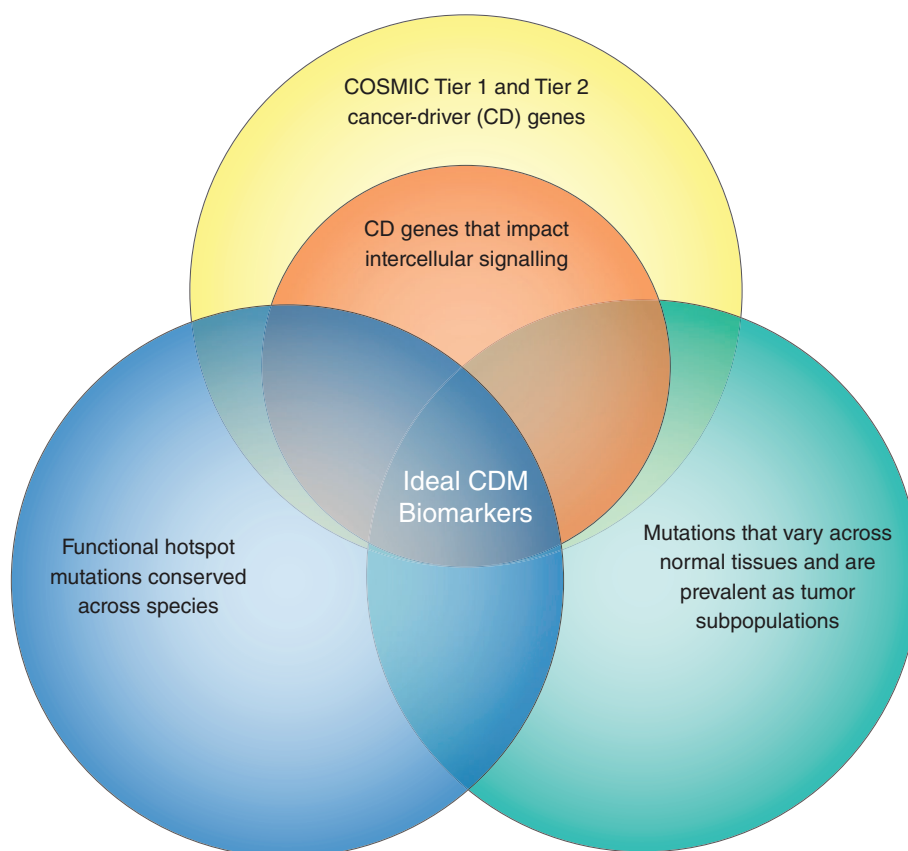 COSMIC Tier 1 and Tier 2
cancer-driver (CD) genes
CD genes that impact
intercellular signalling
Ideal CDM
Biomarkers
Functional hotspot
mutations conserved
across species
Mutations that vary across
normal tissues and are
prevalent as tumor
subpopulations